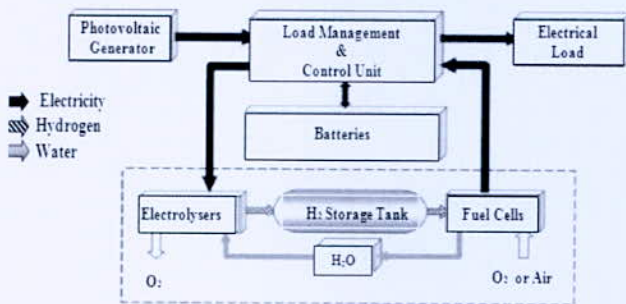 Photovoltaic
Generator
Load Management
&
Control Unit
Electrical
Load
Electricity
Hydrogen
Water
Batteries
Electrolysers
H₂ Storage Tank
Fuel Cells
H₂O
O₂
O₂ or Air